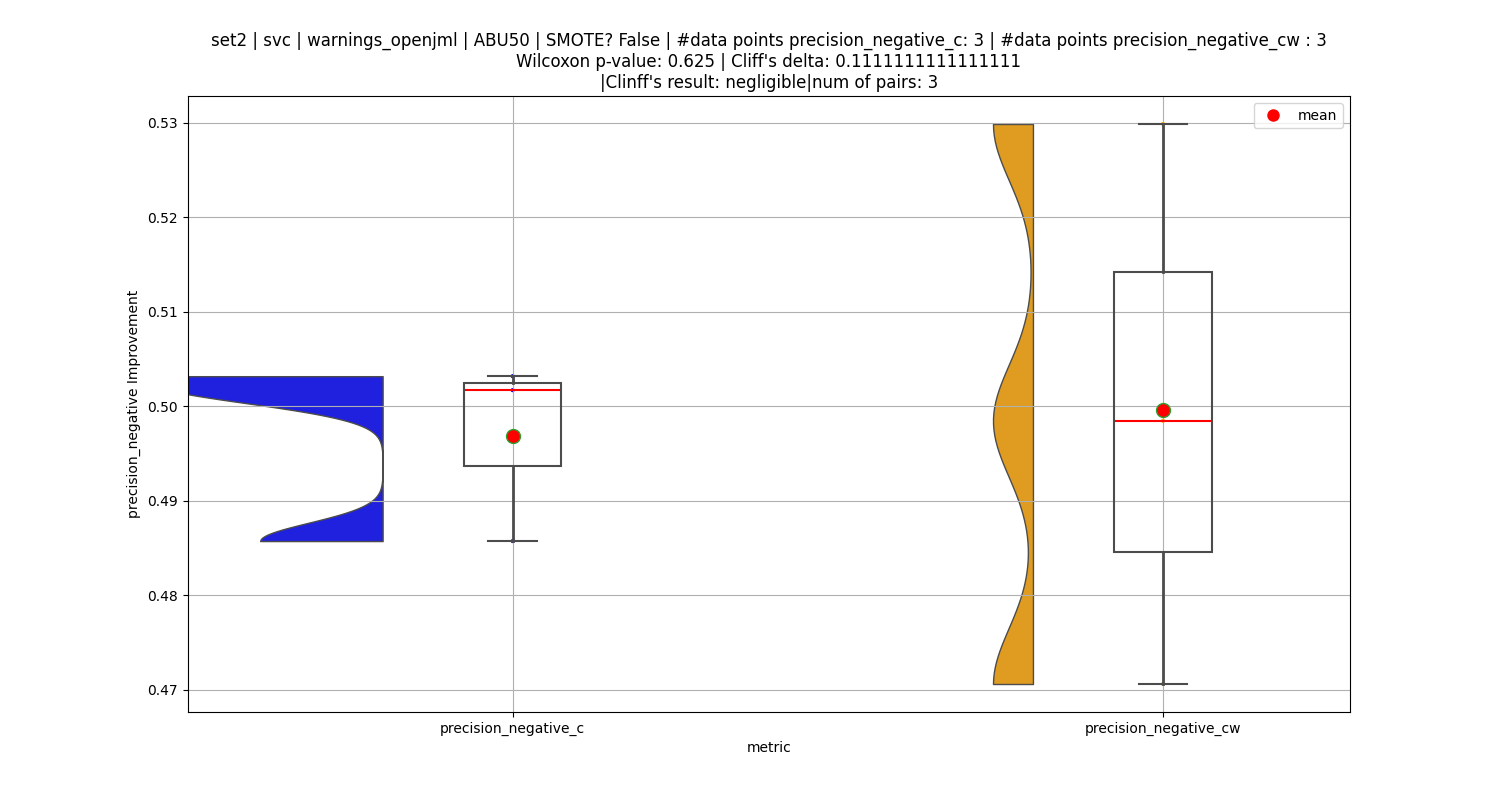 set2 | svc | warnings_openjml | ABU50 | SMOTE? False | #data points precision_negative_c: 3 | #data points precision_negative_cw : 3
Wilcoxon p-value: 0.625 | Cliff's delta: 0.1111111111111111
|Clinff's result: negligible|num of pairs: 3
mean
0.53
0.52
0.51
0.50
0.49
0.48
0.47
precision_negative Improvement
precision_negative_c
precision_negative_cw
metric